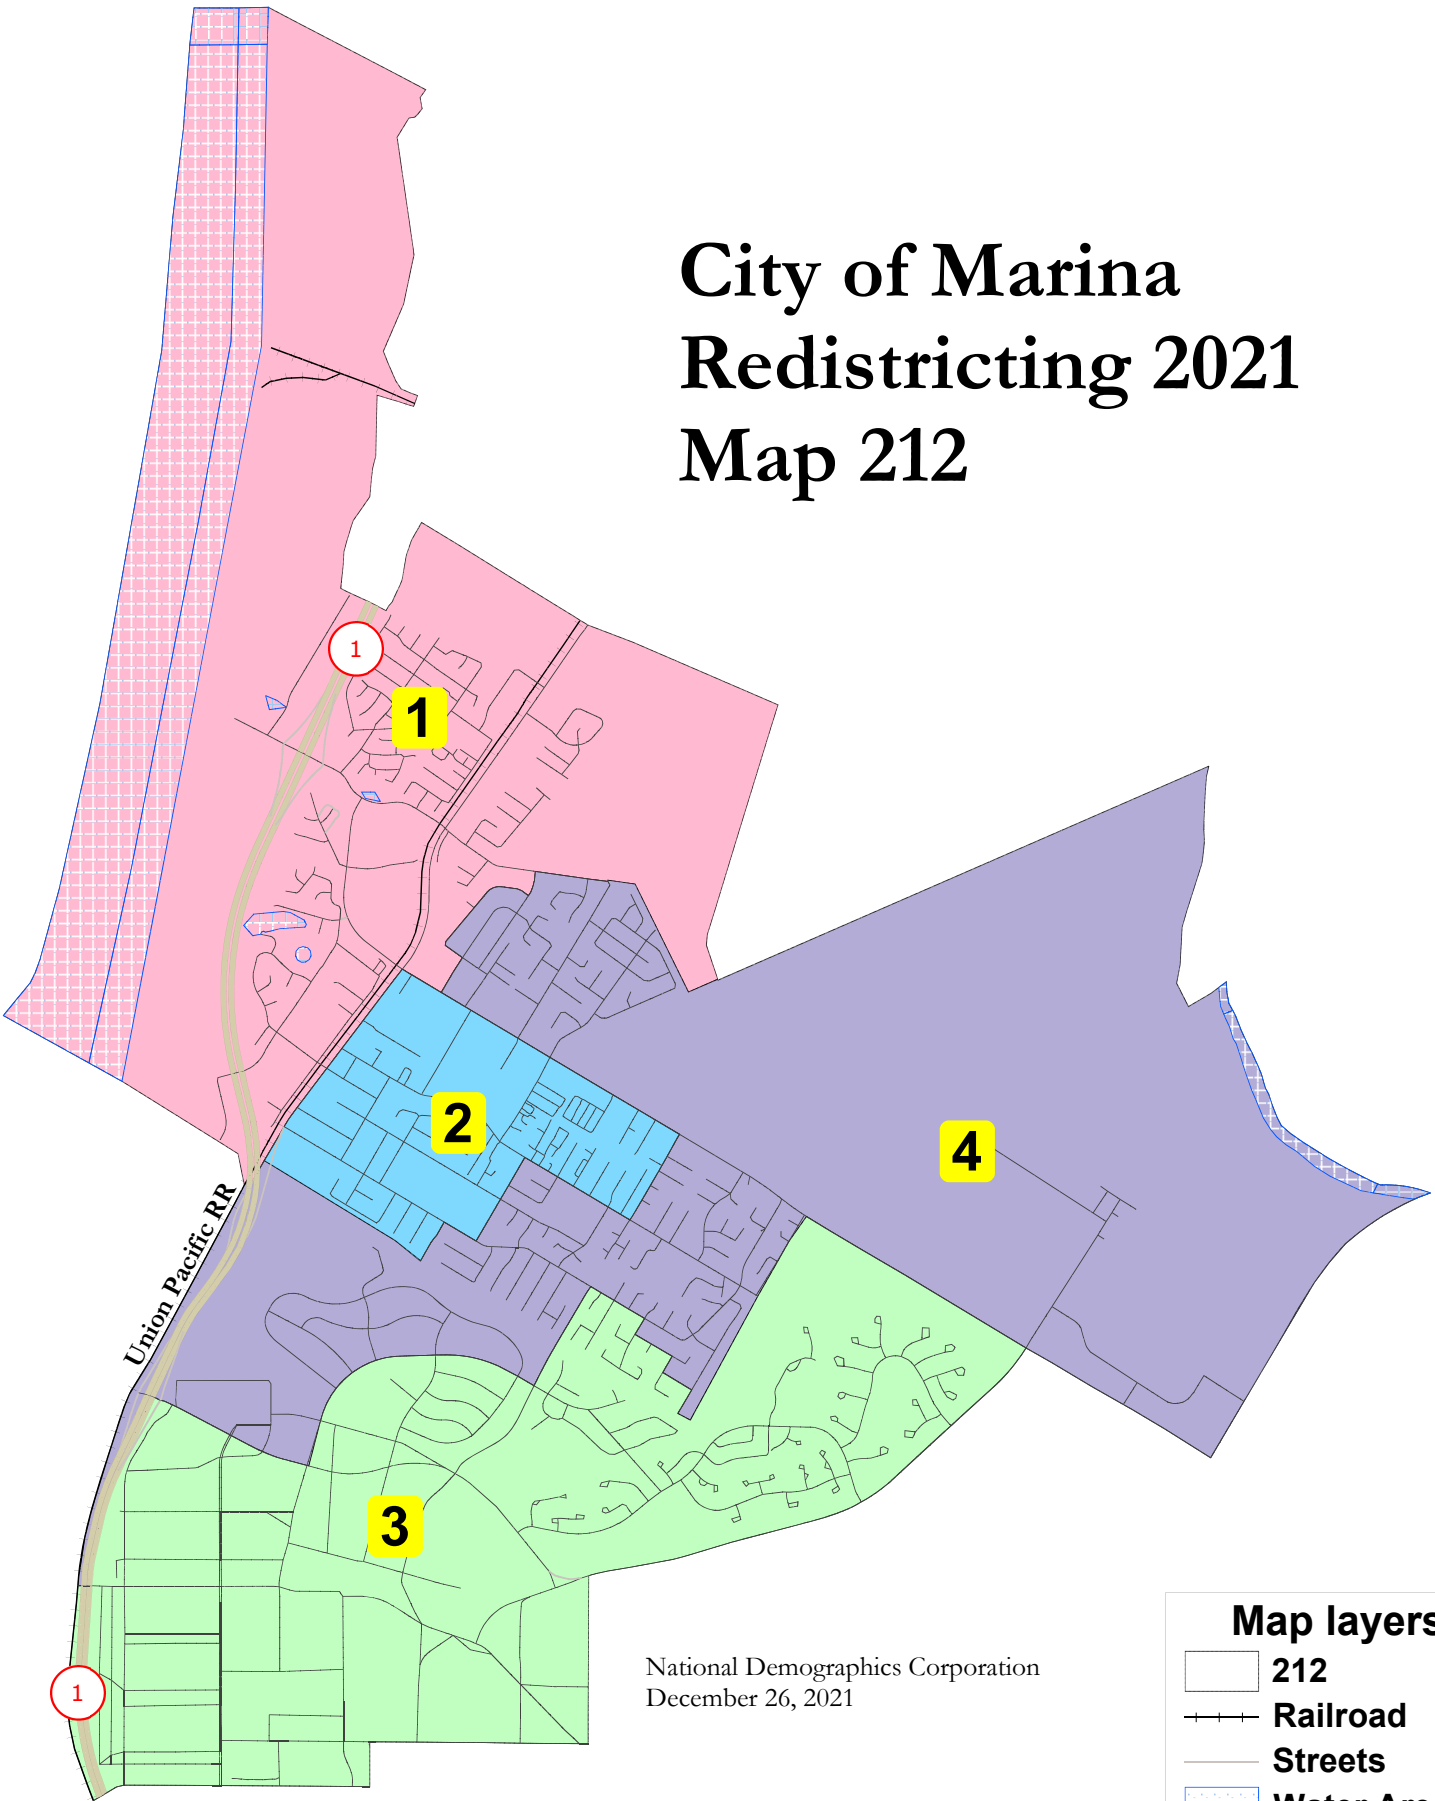 City of Marina
Redistricting 2021
Map 212
1
1
2
4
Union Pacific RR
3
1
National Demographics Corporation
December 26, 2021
Map layers
212
Railroad
Streets
Water